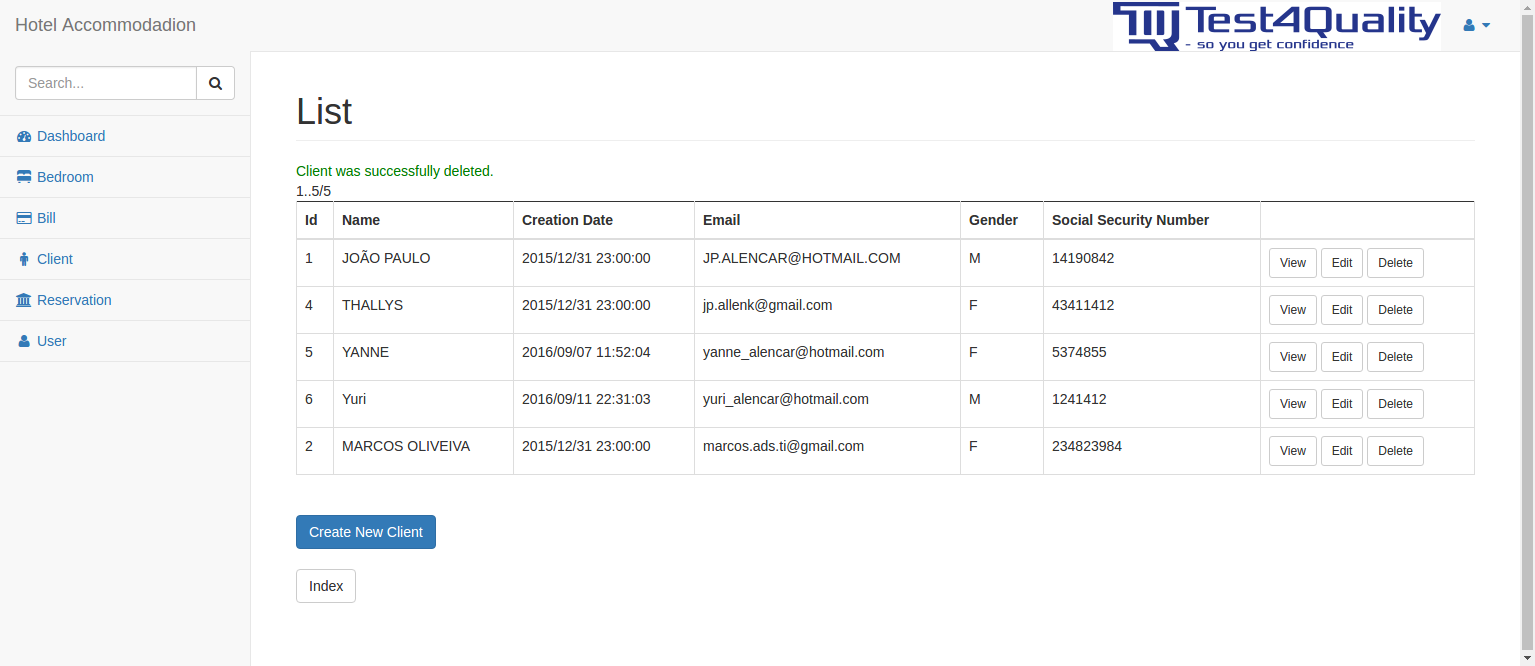 Hotel Accommodadion
Test4Quality
- so you get confidence
Search...
Dashboard
Bedroom
Bill
Client
Reservation
User
List
Client was successfully deleted.
1..5/5
Id Name Creation Date Email Gender Social Security Number
1 JOÃO PAULO 2015/12/31 23:00:00 JP.ALENCAR@HOTMAIL.COM M 14190842 View Edit Delete
4 THALLYS 2015/12/31 23:00:00 jp.allenk@gmail.com F 43411412 View Edit Delete
5 YANNE 2016/09/07 11:52:04 yanne_alencar@hotmail.com F 5374855 View Edit Delete
6 Yuri 2016/09/11 22:31:03 yuri_alencar@hotmail.com M 1241412 View Edit Delete
2 MARCOS OLIVEIVA 2015/12/31 23:00:00 marcos.ads.ti@gmail.com F 234823984 View Edit Delete
Create New Client
Index